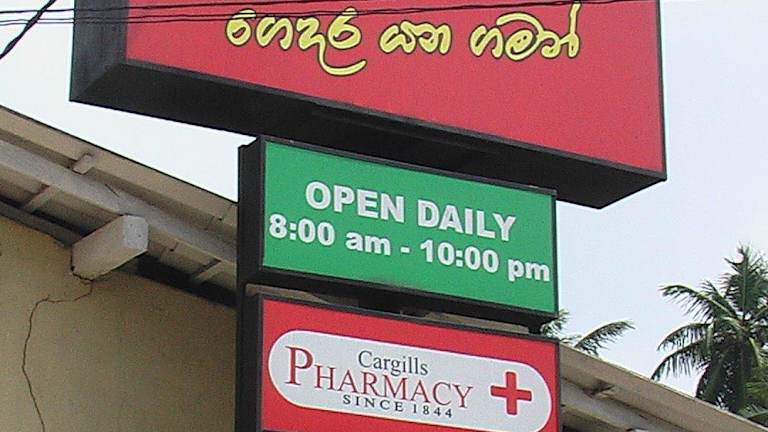 ගෙදර යන ගමන්
OPEN DAILY
8:00 am - 10:00 pm
Cargills
PHARMACY
SINCE 1844